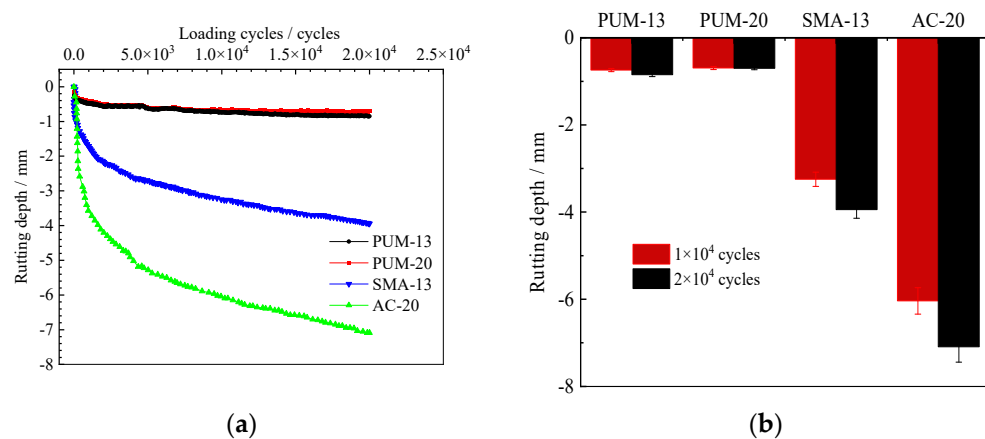 Loading cycles / cycles
0.0 5.0×10³ 1.0×10⁴ 1.5×10⁴ 2.0×10⁴ 2.5×10⁴
Rutting depth / mm
0
-1
-2
-3
-4
-5
-6
-7
-8
PUM-13
PUM-20
SMA-13
AC-20
(a)
PUM-13 PUM-20 SMA-13 AC-20
Rutting depth / mm
0
-2
-4
-6
-8
1×10⁴ cycles
2×10⁴ cycles
(b)